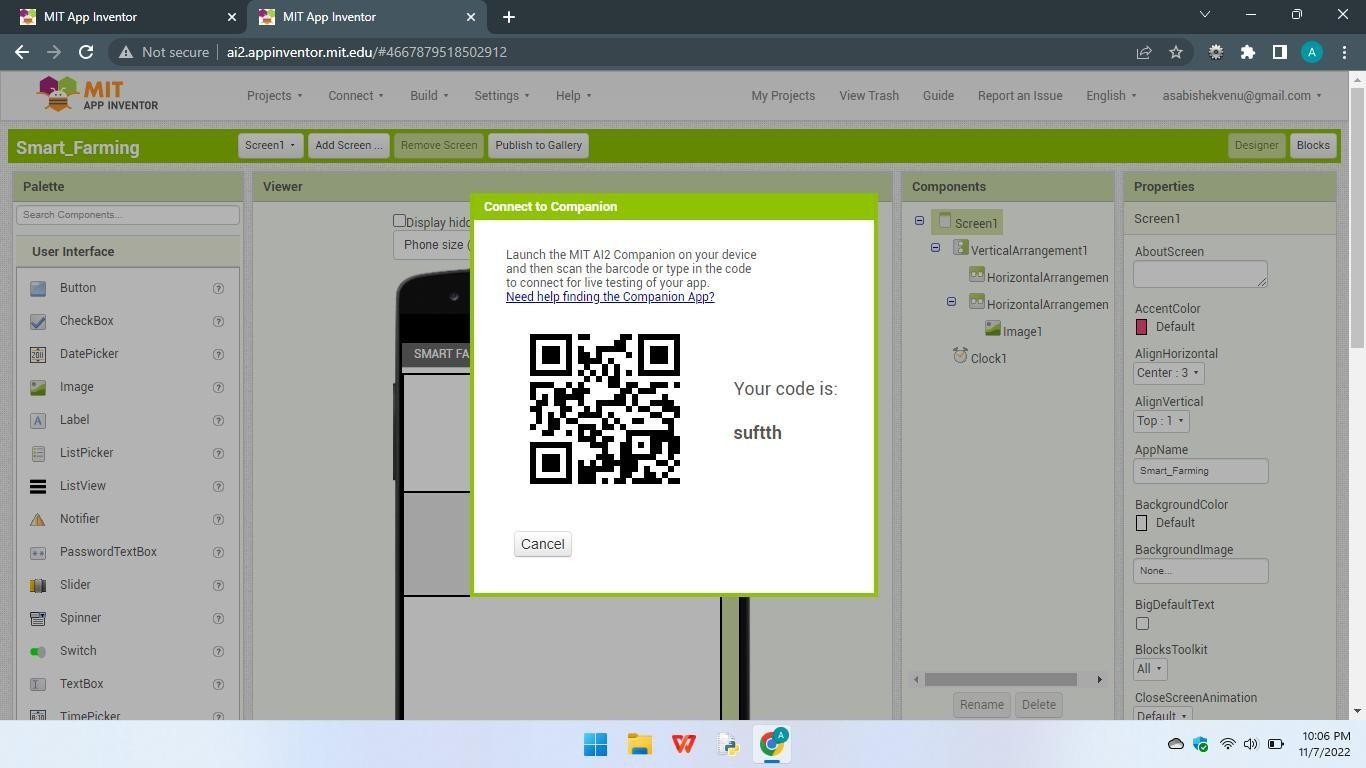 MIT App Inventor
MIT App Inventor
Not secure
ai2.appinventor.mit.edu/#4667879518502912
A
MIT
APP INVENTOR
Projects
Connect
Build
Settings
Help
My Projects
View Trash
Guide
Report an Issue
English
asabishekvenu@gmail.com
Smart_Farming
Screen1
Add Screen ...
Remove Screen
Publish to Gallery
Designer
Blocks
Palette
Search Components...
User Interface
Button
CheckBox
DatePicker
Image
Label
ListPicker
ListView
Notifier
PasswordTextBox
Slider
Spinner
Switch
TextBox
TimePicker
Viewer
Display hidd
Phone size (
SMART FA
Connect to Companion
Launch the MIT AI2 Companion on your device
and then scan the barcode or type in the code
to connect for live testing of your app.
Need help finding the Companion App?
Your code is:
suftth
Cancel
Components
Screen1
VerticalArrangement1
HorizontalArrangemen
HorizontalArrangemen
Image1
Clock1
Rename
Delete
Properties
Screen1
AboutScreen
AccentColor
Default
AlignHorizontal
Center : 3
AlignVertical
Top : 1
AppName
Smart_Farming
BackgroundColor
Default
BackgroundImage
None...
BigDefaultText
BlocksToolkit
All
CloseScreenAnimation
Default
10:06 PM
11/7/2022